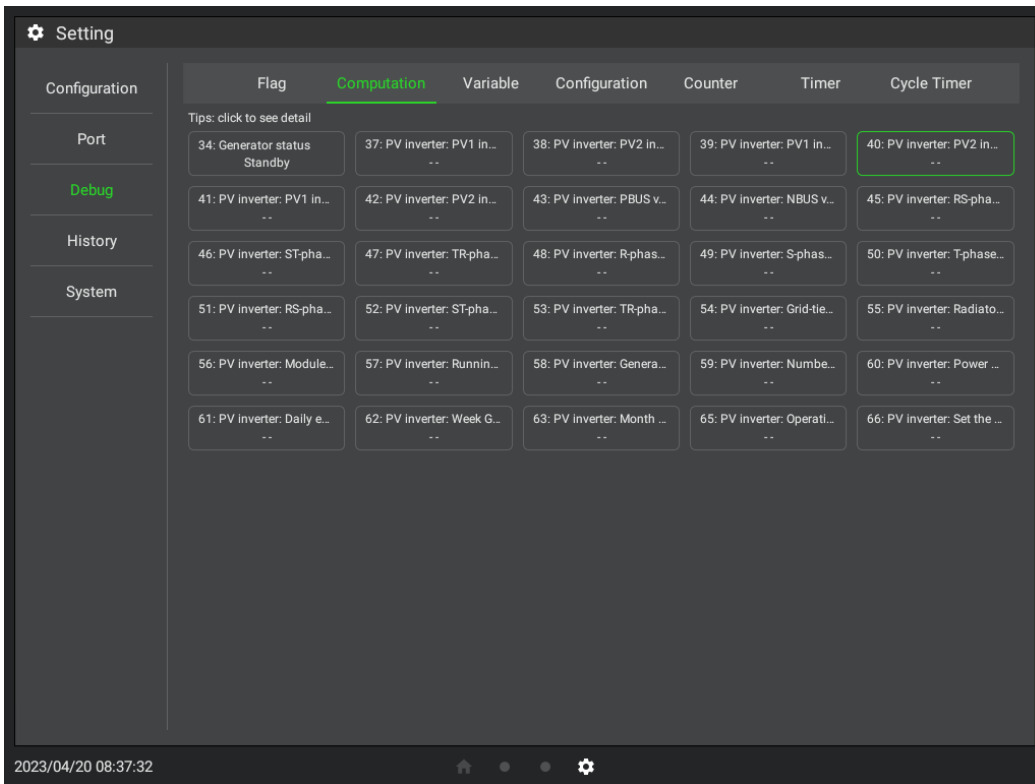 Setting
Configuration
Port
Debug
History
System
Flag Computation Variable Configuration Counter Timer Cycle Timer
Tips: click to see detail
34: Generator status
Standby
37: PV inverter: PV1 in...
--
38: PV inverter: PV2 in...
--
39: PV inverter: PV1 in...
--
40: PV inverter: PV2 in...
--
41: PV inverter: PV1 in...
--
42: PV inverter: PV2 in...
--
43: PV inverter: PBUS v...
--
44: PV inverter: NBUS v...
--
45: PV inverter: RS-pha...
--
46: PV inverter: ST-pha...
--
47: PV inverter: TR-pha...
--
48: PV inverter: R-phas...
--
49: PV inverter: S-phas...
--
50: PV inverter: T-phase...
--
51: PV inverter: RS-pha...
--
52: PV inverter: ST-pha...
--
53: PV inverter: TR-pha...
--
54: PV inverter: Grid-tie...
--
55: PV inverter: Radiato...
--
56: PV inverter: Module...
--
57: PV inverter: Runnin...
--
58: PV inverter: Genera...
--
59: PV inverter: Numbe...
--
60: PV inverter: Power ...
--
61: PV inverter: Daily e...
--
62: PV inverter: Week G...
--
63: PV inverter: Month ...
--
65: PV inverter: Operati...
--
66: PV inverter: Set the ...
--
2023/04/20 08:37:32